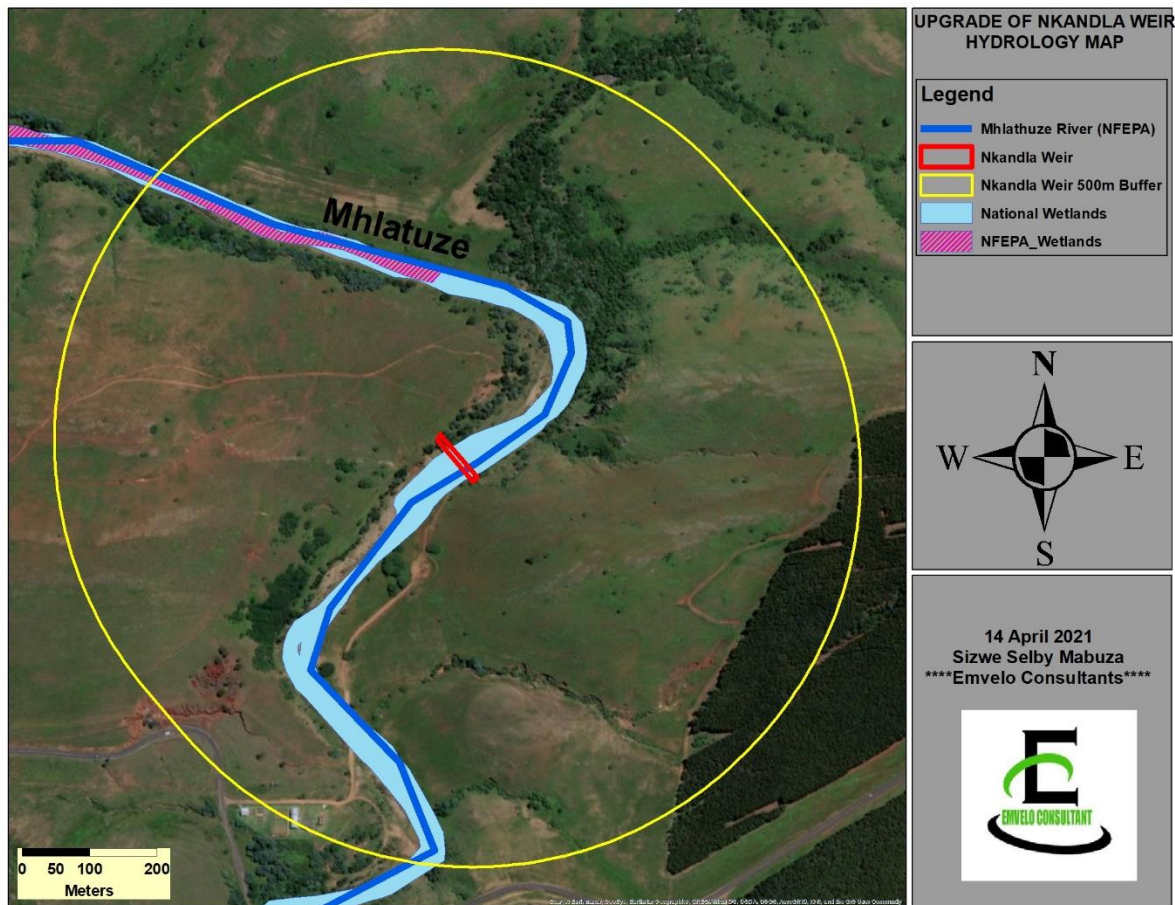 UPGRADE OF NKANDLA WEIR
HYDROLOGY MAP
Legend
Mhlathuze River (NFEPA)
Nkandla Weir
Nkandla Weir 500m Buffer
National Wetlands
NFEPA_Wetlands
Mhlatuze
N
W
E
S
14 April 2021
Sizwe Selby Mabuza
****Emvelo Consultants****
E
EMVELO CONSULTANT
0 50 100 200
Meters